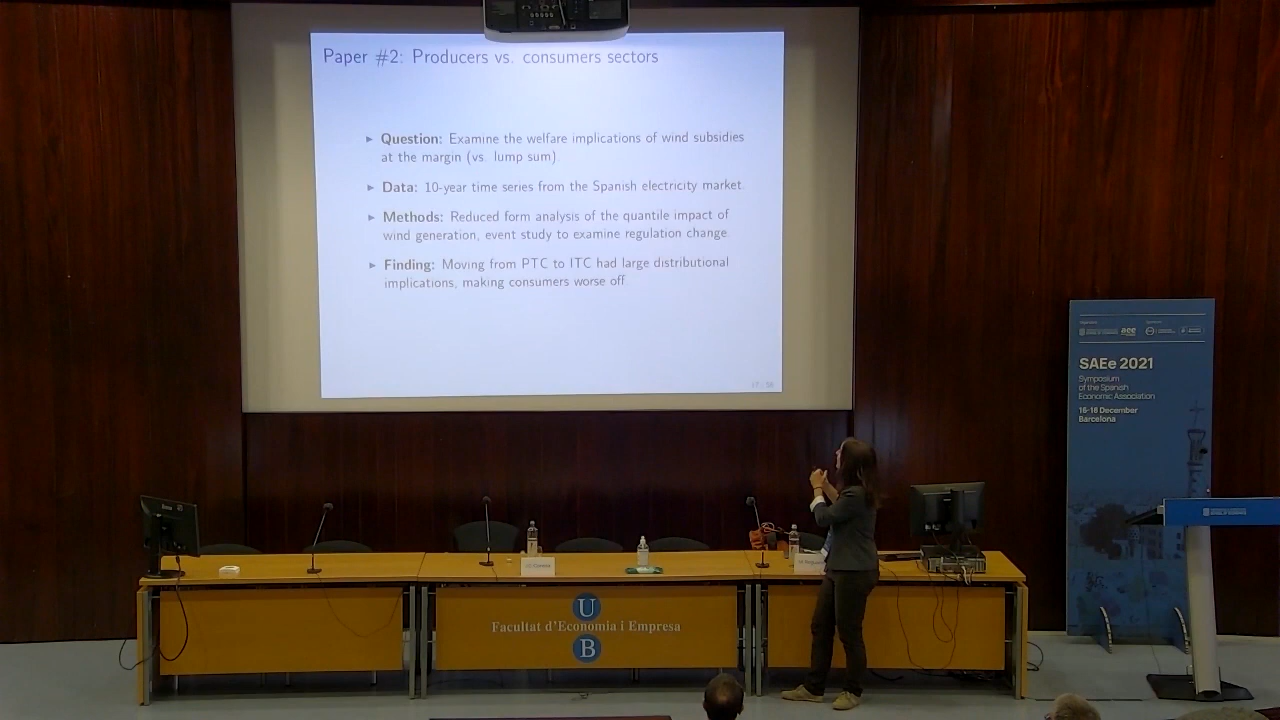 Paper #2: Producers vs. consumers sectors
Question: Examine the welfare implications of wind subsidies
at the margin (vs. lump sum).
Data: 10-year time series from the Spanish electricity market.
Methods: Reduced form analysis of the quantile impact of
wind generation, event study to examine regulation change.
Finding: Moving from PTC to ITC had large distributional
implications, making consumers worse off.
aee
SAEe 2021
Symposium
of the Spanish
Economic Association
16-18 December
Barcelona
U
Facultat d'Economia i Empresa
B